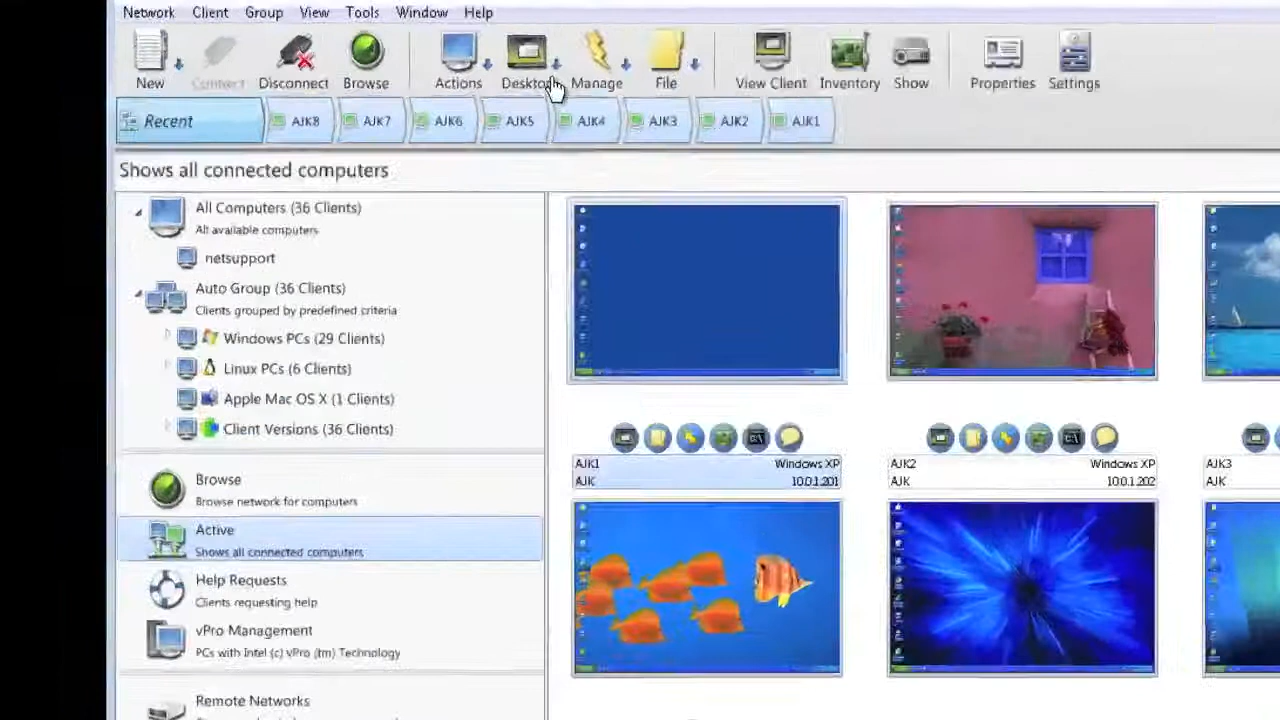 Network Client Group View Tools Window Help
New Connect Disconnect Browse Actions Desktop Manage File View Client Inventory Show Properties Settings
Recent AJK8 AJK7 AJK6 AJK5 AJK4 AJK3 AJK2 AJK1
Shows all connected computers
All Computers (36 Clients)
All available computers
netsupport
Auto Group (36 Clients)
Clients grouped by predefined criteria
Windows PCs (29 Clients)
Linux PCs (6 Clients)
Apple Mac OS X (1 Clients)
Client Versions (36 Clients)
Browse
Browse network for computers
Active
Shows all connected computers
Help Requests
Clients requesting help
vPro Management
PCs with Intel (c) vPro (tm) Technology
Remote Networks
AJK1 Windows XP
AJK 10.0.1.201
AJK2 Windows XP
AJK 10.0.1.202
AJK3
AJK